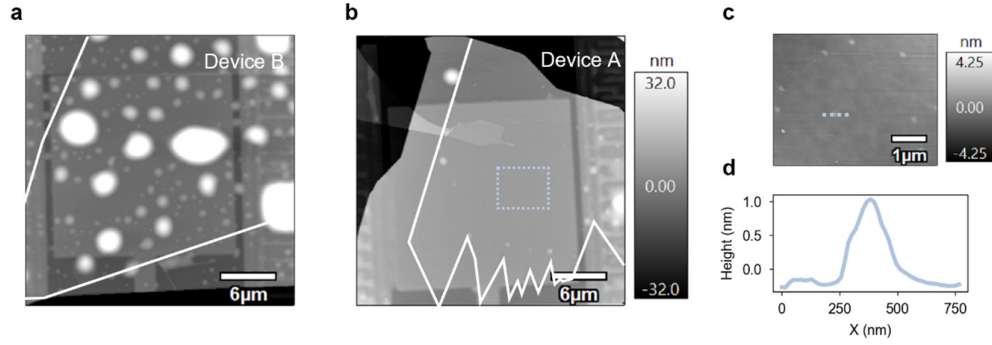 a
Device B
6μm
b
Device A
6μm
nm
32.0
0.00
-32.0
c
1μm
nm
4.25
0.00
-4.25
d
Height (nm)
1.0
0.5
0.0
0
250
500
750
X (nm)